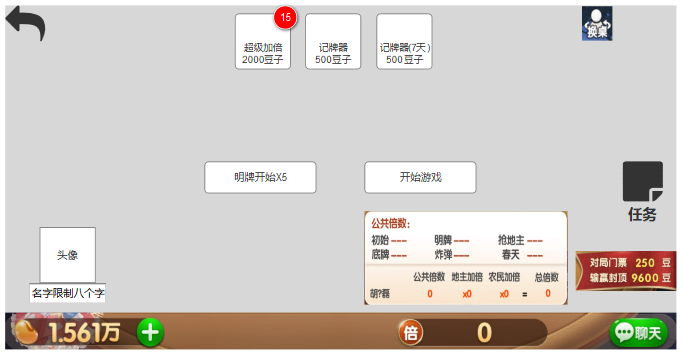 15
超级加倍
2000豆子
记牌器
500豆子
记牌器(7天)
500豆子
换桌
明牌开始X5
开始游戏
任务
头像
名字限制八个字
公共倍数：
初始 --- 明牌 --- 抢地主 ---
底牌 --- 炸弹 --- 春天 ---
公共倍数 地主加倍 农民加倍 总倍数
胡?磊 0 x0 x0 = 0
对局门票 250 豆
输赢封顶 9600 豆
1.561万 +
倍 0
聊天